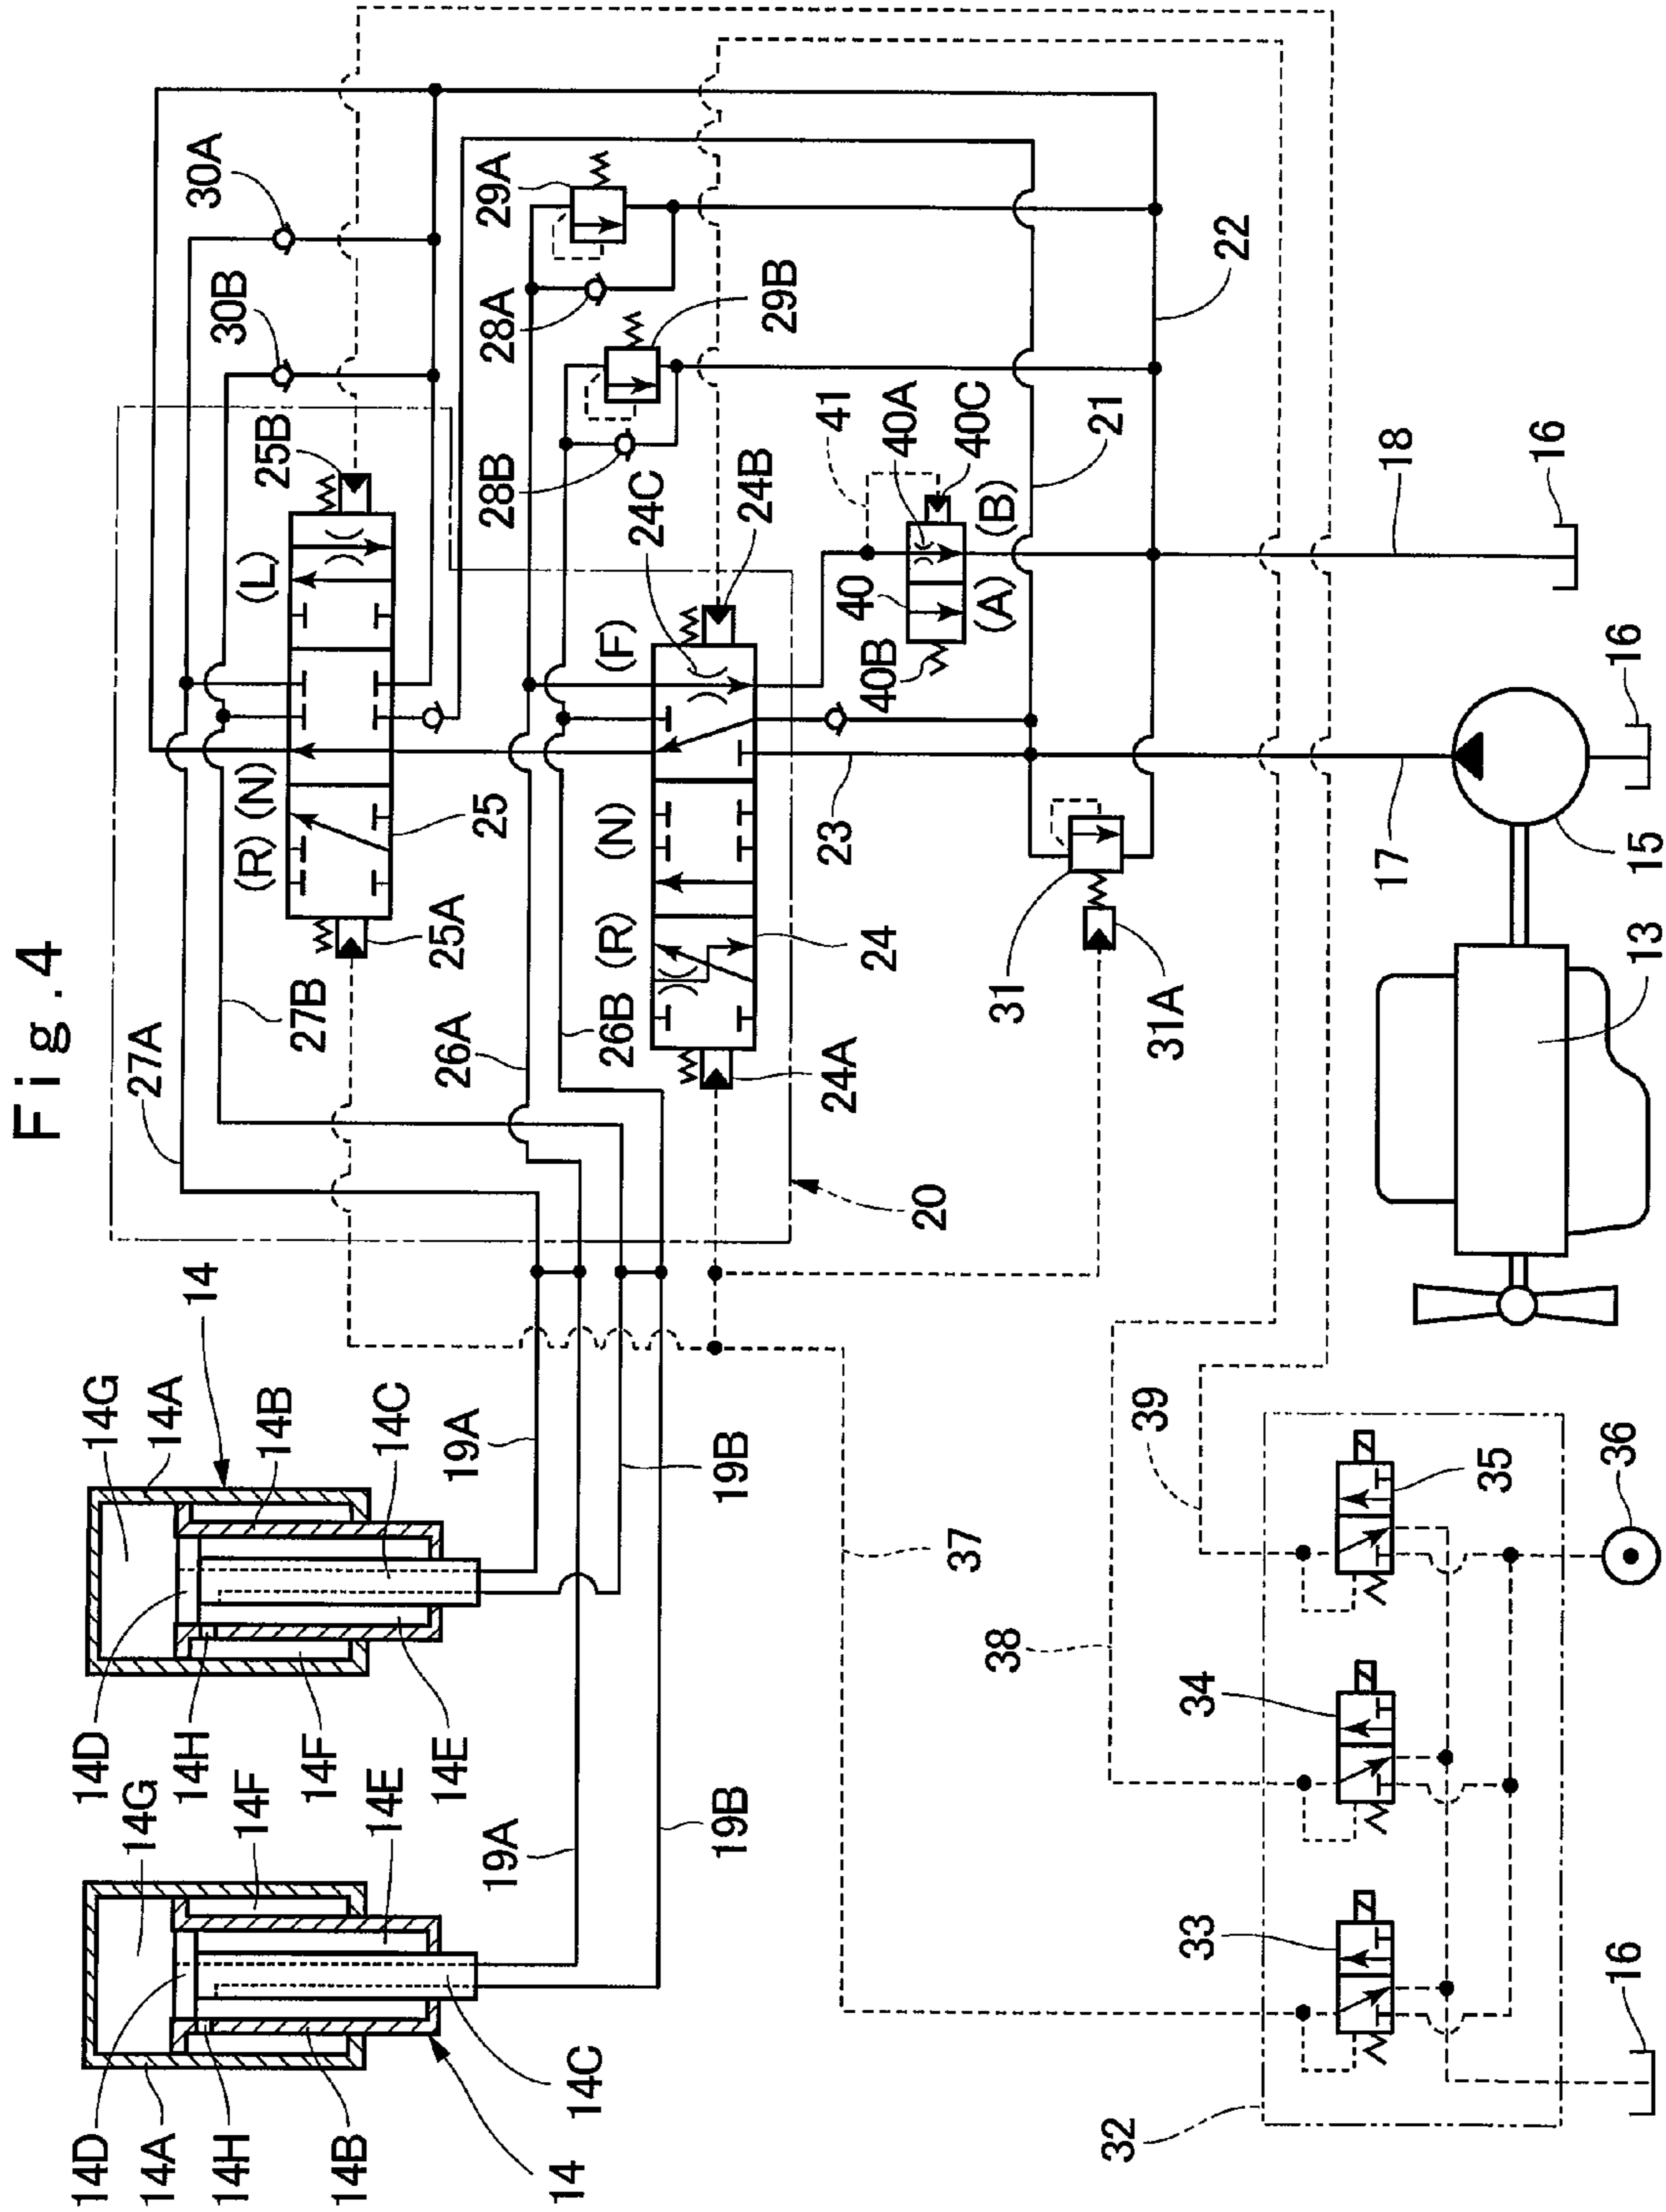 Fig.4
14D
14D
14G
14A
14G
14A
27A
14H
14H
14
30A
30B
14F
14B
(R)
(N)
(L)
25B
14F
27B
14B
14E
14C
14E
26A
25A
19A
25
19A
28B
28A
29A
14
14C
26B
(R)
(N)
(F)
24C
19B
19B
24B
29B
24A
23
40
41
24
40B
40A
20
37
40C
(A)
(B)
38
31
21
32
39
31A
33
34
22
17
18
35
16
16
36
13
15
16